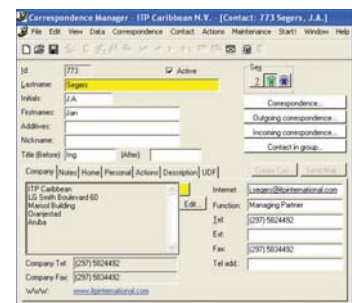 Correspondence Manager - ITP Caribbean N.V. - [Contact: 773 Segers, J.A.]
File Edit View Data Correspondence Contact Actions Maintenance Start! Window Help
Id 773 Active Seg
Lastname: Segers
Initials: J.A.
Firstnames: Jan
Additives:
Nickname:
Title (Before) Ing (After)
Correspondence...
Outgoing correspondence...
Incoming correspondence...
Contact in group...
Company Notes Home Personal Actions Description UDF
Send Mail
ITP Caribbean
LG Smith Boulevard 60
Marisol Building
Oranjestad
Aruba
Edit...
Internet j.segers@itpinternational.com
Function: Managing Partner
Tel: (297) 5824492
Ext:
Fax: (297) 5834492
Tel add:
Company Tel: (297) 5824492
Company Fax: (297) 5834492
WWW: www.itpinternational.com